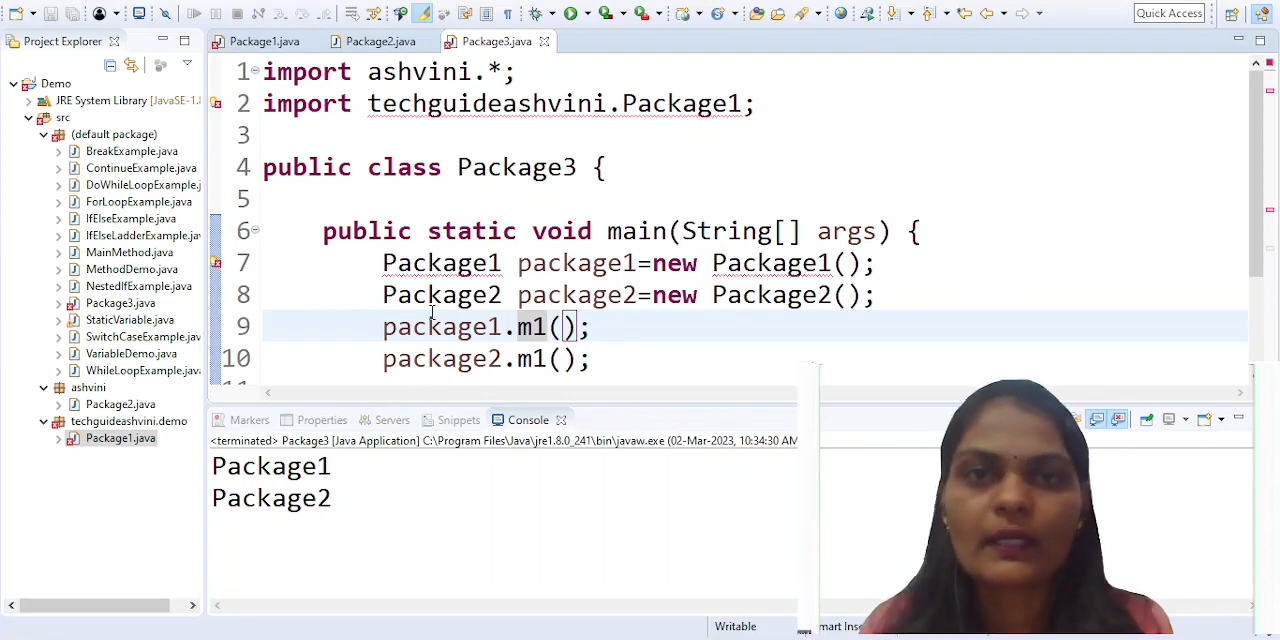 Quick Access
Project Explorer
Package1.java
Package2.java
Package3.java
Demo
JRE System Library [JavaSE-1.8
src
(default package)
BreakExample.java
ContinueExample.java
DoWhileLoopExample.j
ForLoopExample.java
IfElseExample.java
IfElseLadderExample.ja
MainMethod.java
MethodDemo.java
NestedIfExample.java
Package3.java
StaticVariable.java
SwitchCaseExample.jav
VariableDemo.java
WhileLoopExample.java
ashvini
Package2.java
techguideashvini.demo
Package1.java
1 import ashvini.*;
2 import techguideashvini.Package1;
3
4 public class Package3 {
5
6 public static void main(String[] args) {
7 Package1 package1=new Package1();
8 Package2 package2=new Package2();
9 package1.m1();
10 package2.m1();
Markers
Properties
Servers
Snippets
Console
<terminated> Package3 [Java Application] C:\Program Files\Java\jre1.8.0_241\bin\javaw.exe (02-Mar-2023, 10:34:30 AM
Package1
Package2
Writable
mart Inse